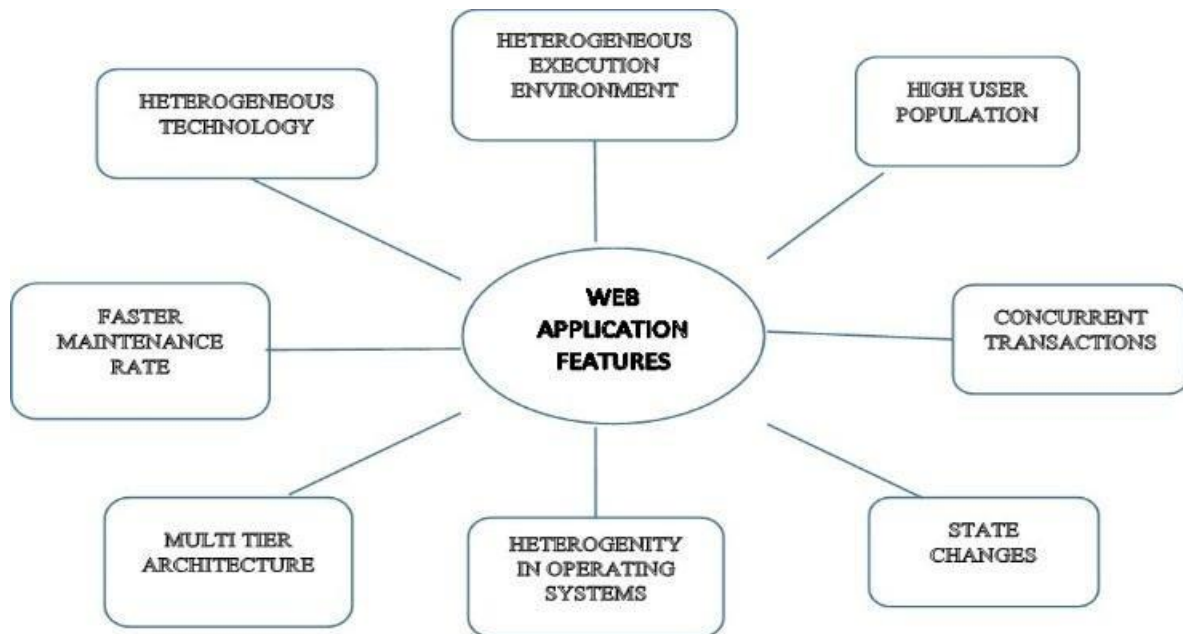 HETEROGENEOUS
EXECUTION
ENVIRONMENT
HETEROGENEOUS
TECHNOLOGY
HIGH USER
POPULATION
WEB
APPLICATION
FEATURES
FASTER
MAINTENANCE
RATE
CONCURRENT
TRANSACTIONS
MULTI TIER
ARCHITECTURE
HETEROGENITY
IN OPERATING
SYSTEMS
STATE
CHANGES